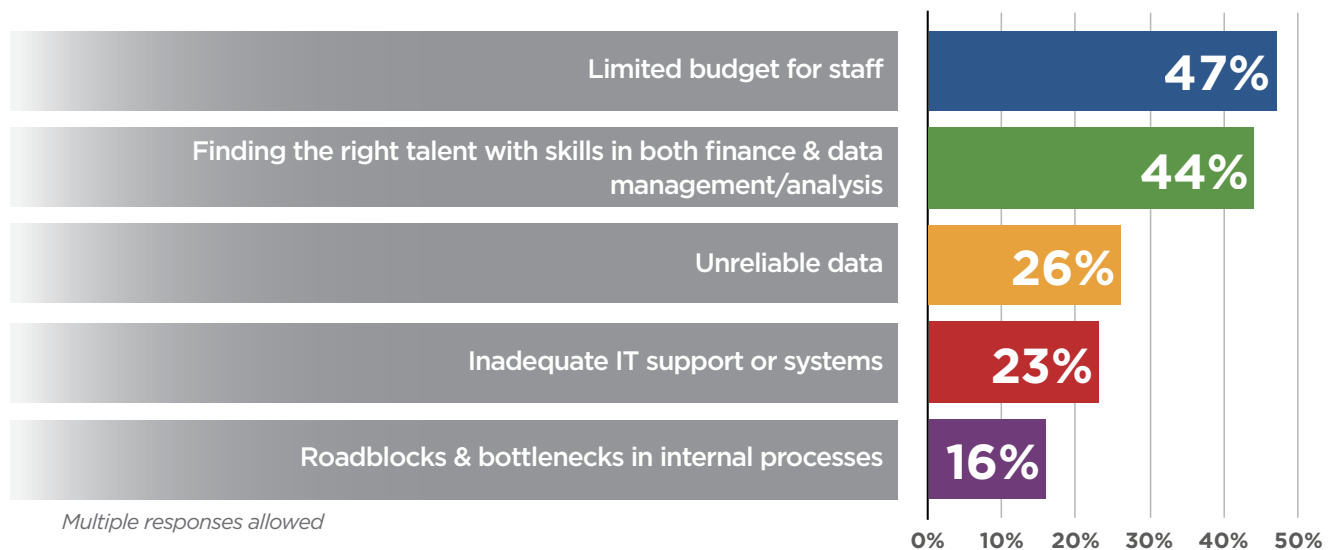 Limited budget for staff
47%
Finding the right talent with skills in both finance & data
management/analysis
44%
Unreliable data
26%
Inadequate IT support or systems
23%
Roadblocks & bottlenecks in internal processes
16%
Multiple responses allowed
0% 10% 20% 30% 40% 50%